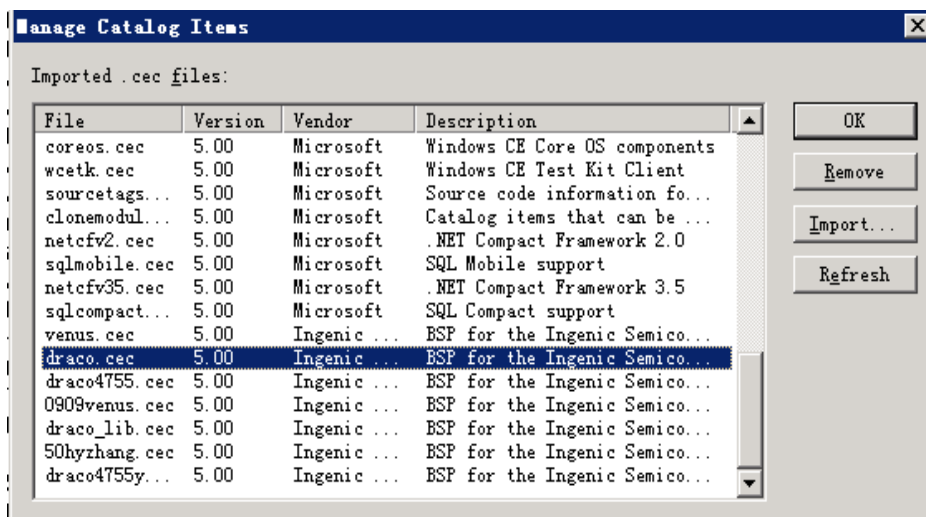 Manage Catalog Items
Imported .cec files:
File Version Vendor Description
coreos.cec 5.00 Microsoft Windows CE Core OS components
wcetk.cec 5.00 Microsoft Windows CE Test Kit Client
sourcetags... 5.00 Microsoft Source code information fo...
clonemodul... 5.00 Microsoft Catalog items that can be ...
netcfv2.cec 5.00 Microsoft .NET Compact Framework 2.0
sqlmobile.cec 5.00 Microsoft SQL Mobile support
netcfv35.cec 5.00 Microsoft .NET Compact Framework 3.5
sqlcompact... 5.00 Microsoft SQL Compact support
venus.cec 5.00 Ingenic ... BSP for the Ingenic Semico...
draco.cec 5.00 Ingenic ... BSP for the Ingenic Semico...
draco4755.cec 5.00 Ingenic ... BSP for the Ingenic Semico...
0909venus.cec 5.00 Ingenic ... BSP for the Ingenic Semico...
draco_lib.cec 5.00 Ingenic ... BSP for the Ingenic Semico...
50hyzhang.cec 5.00 Ingenic ... BSP for the Ingenic Semico...
draco4755y... 5.00 Ingenic ... BSP for the Ingenic Semico...
OK
Remove
Import...
Refresh